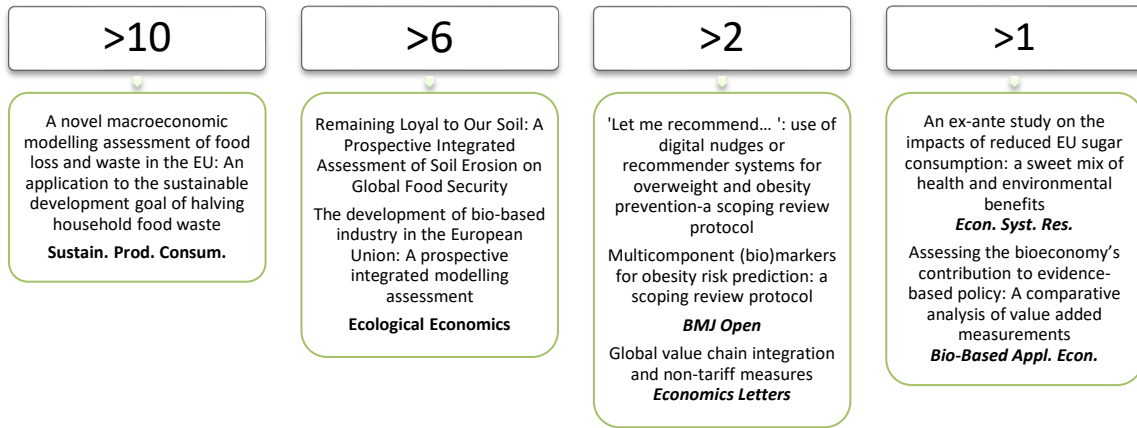 >10
A novel macroeconomic
modelling assessment of food
loss and waste in the EU: An
application to the sustainable
development goal of halving
household food waste
Sustain. Prod. Consum.
>6
Remaining Loyal to Our Soil: A
Prospective Integrated
Assessment of Soil Erosion on
Global Food Security
The development of bio-based
industry in the European
Union: A prospective
integrated modelling
assessment
Ecological Economics
>2
'Let me recommend… ': use of
digital nudges or
recommender systems for
overweight and obesity
prevention-a scoping review
protocol
Multicomponent (bio)markers
for obesity risk prediction: a
scoping review protocol
BMJ Open
Global value chain integration
and non-tariff measures
Economics Letters
>1
An ex-ante study on the
impacts of reduced EU sugar
consumption: a sweet mix of
health and environmental
benefits
Econ. Syst. Res.
Assessing the bioeconomy’s
contribution to evidence-
based policy: A comparative
analysis of value added
measurements
Bio-Based Appl. Econ.